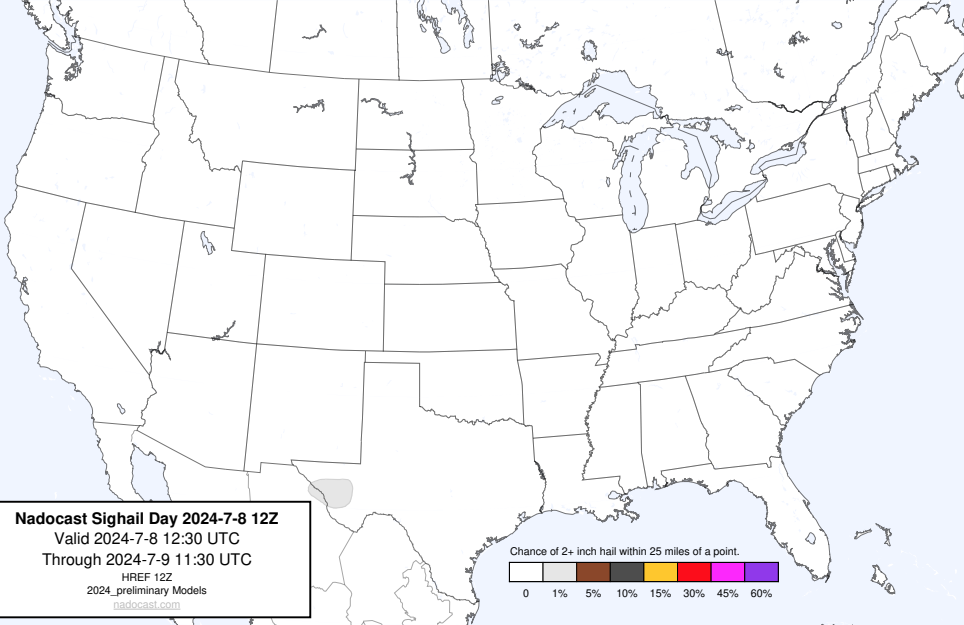 Nadocast Sighail Day 2024-7-8 12Z
Valid 2024-7-8 12:30 UTC
Through 2024-7-9 11:30 UTC
HREF 12Z
2024_preliminary Models
nadocast.com
Chance of 2+ inch hail within 25 miles of a point.
0 1% 5% 10% 15% 30% 45% 60%